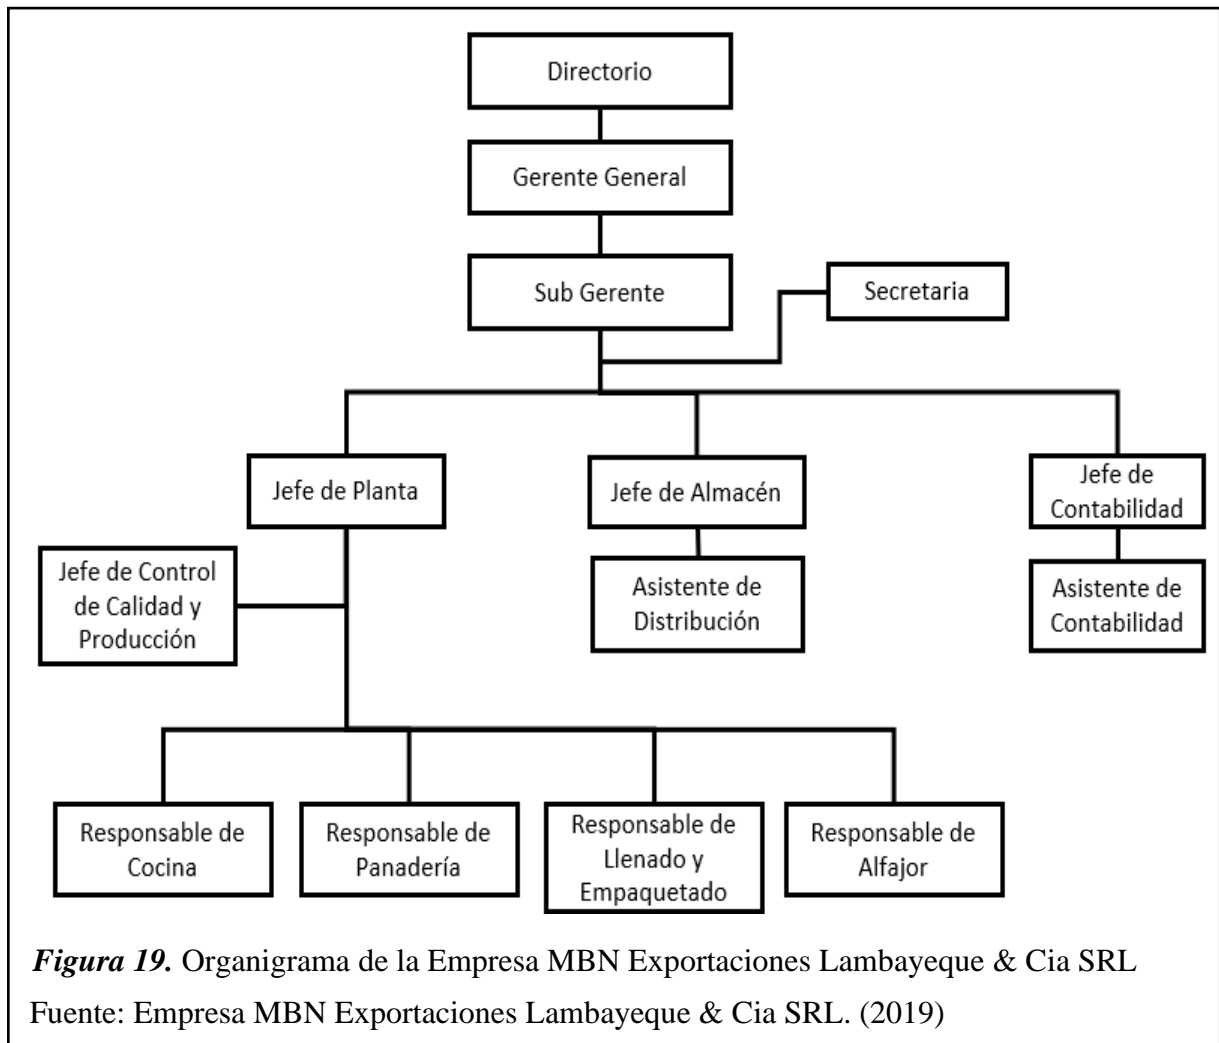 Directorio
Gerente General
Sub Gerente
Secretaria
Jefe de Planta
Jefe de Almacén
Jefe de
Contabilidad
Jefe de Control
de Calidad y
Producción
Asistente de
Distribución
Asistente de
Contabilidad
Responsable de
Cocina
Responsable de
Panadería
Responsable de
Llenado y
Empaquetado
Responsable de
Alfajor
Figura 19. Organigrama de la Empresa MBN Exportaciones Lambayeque & Cia SRL
Fuente: Empresa MBN Exportaciones Lambayeque & Cia SRL. (2019)